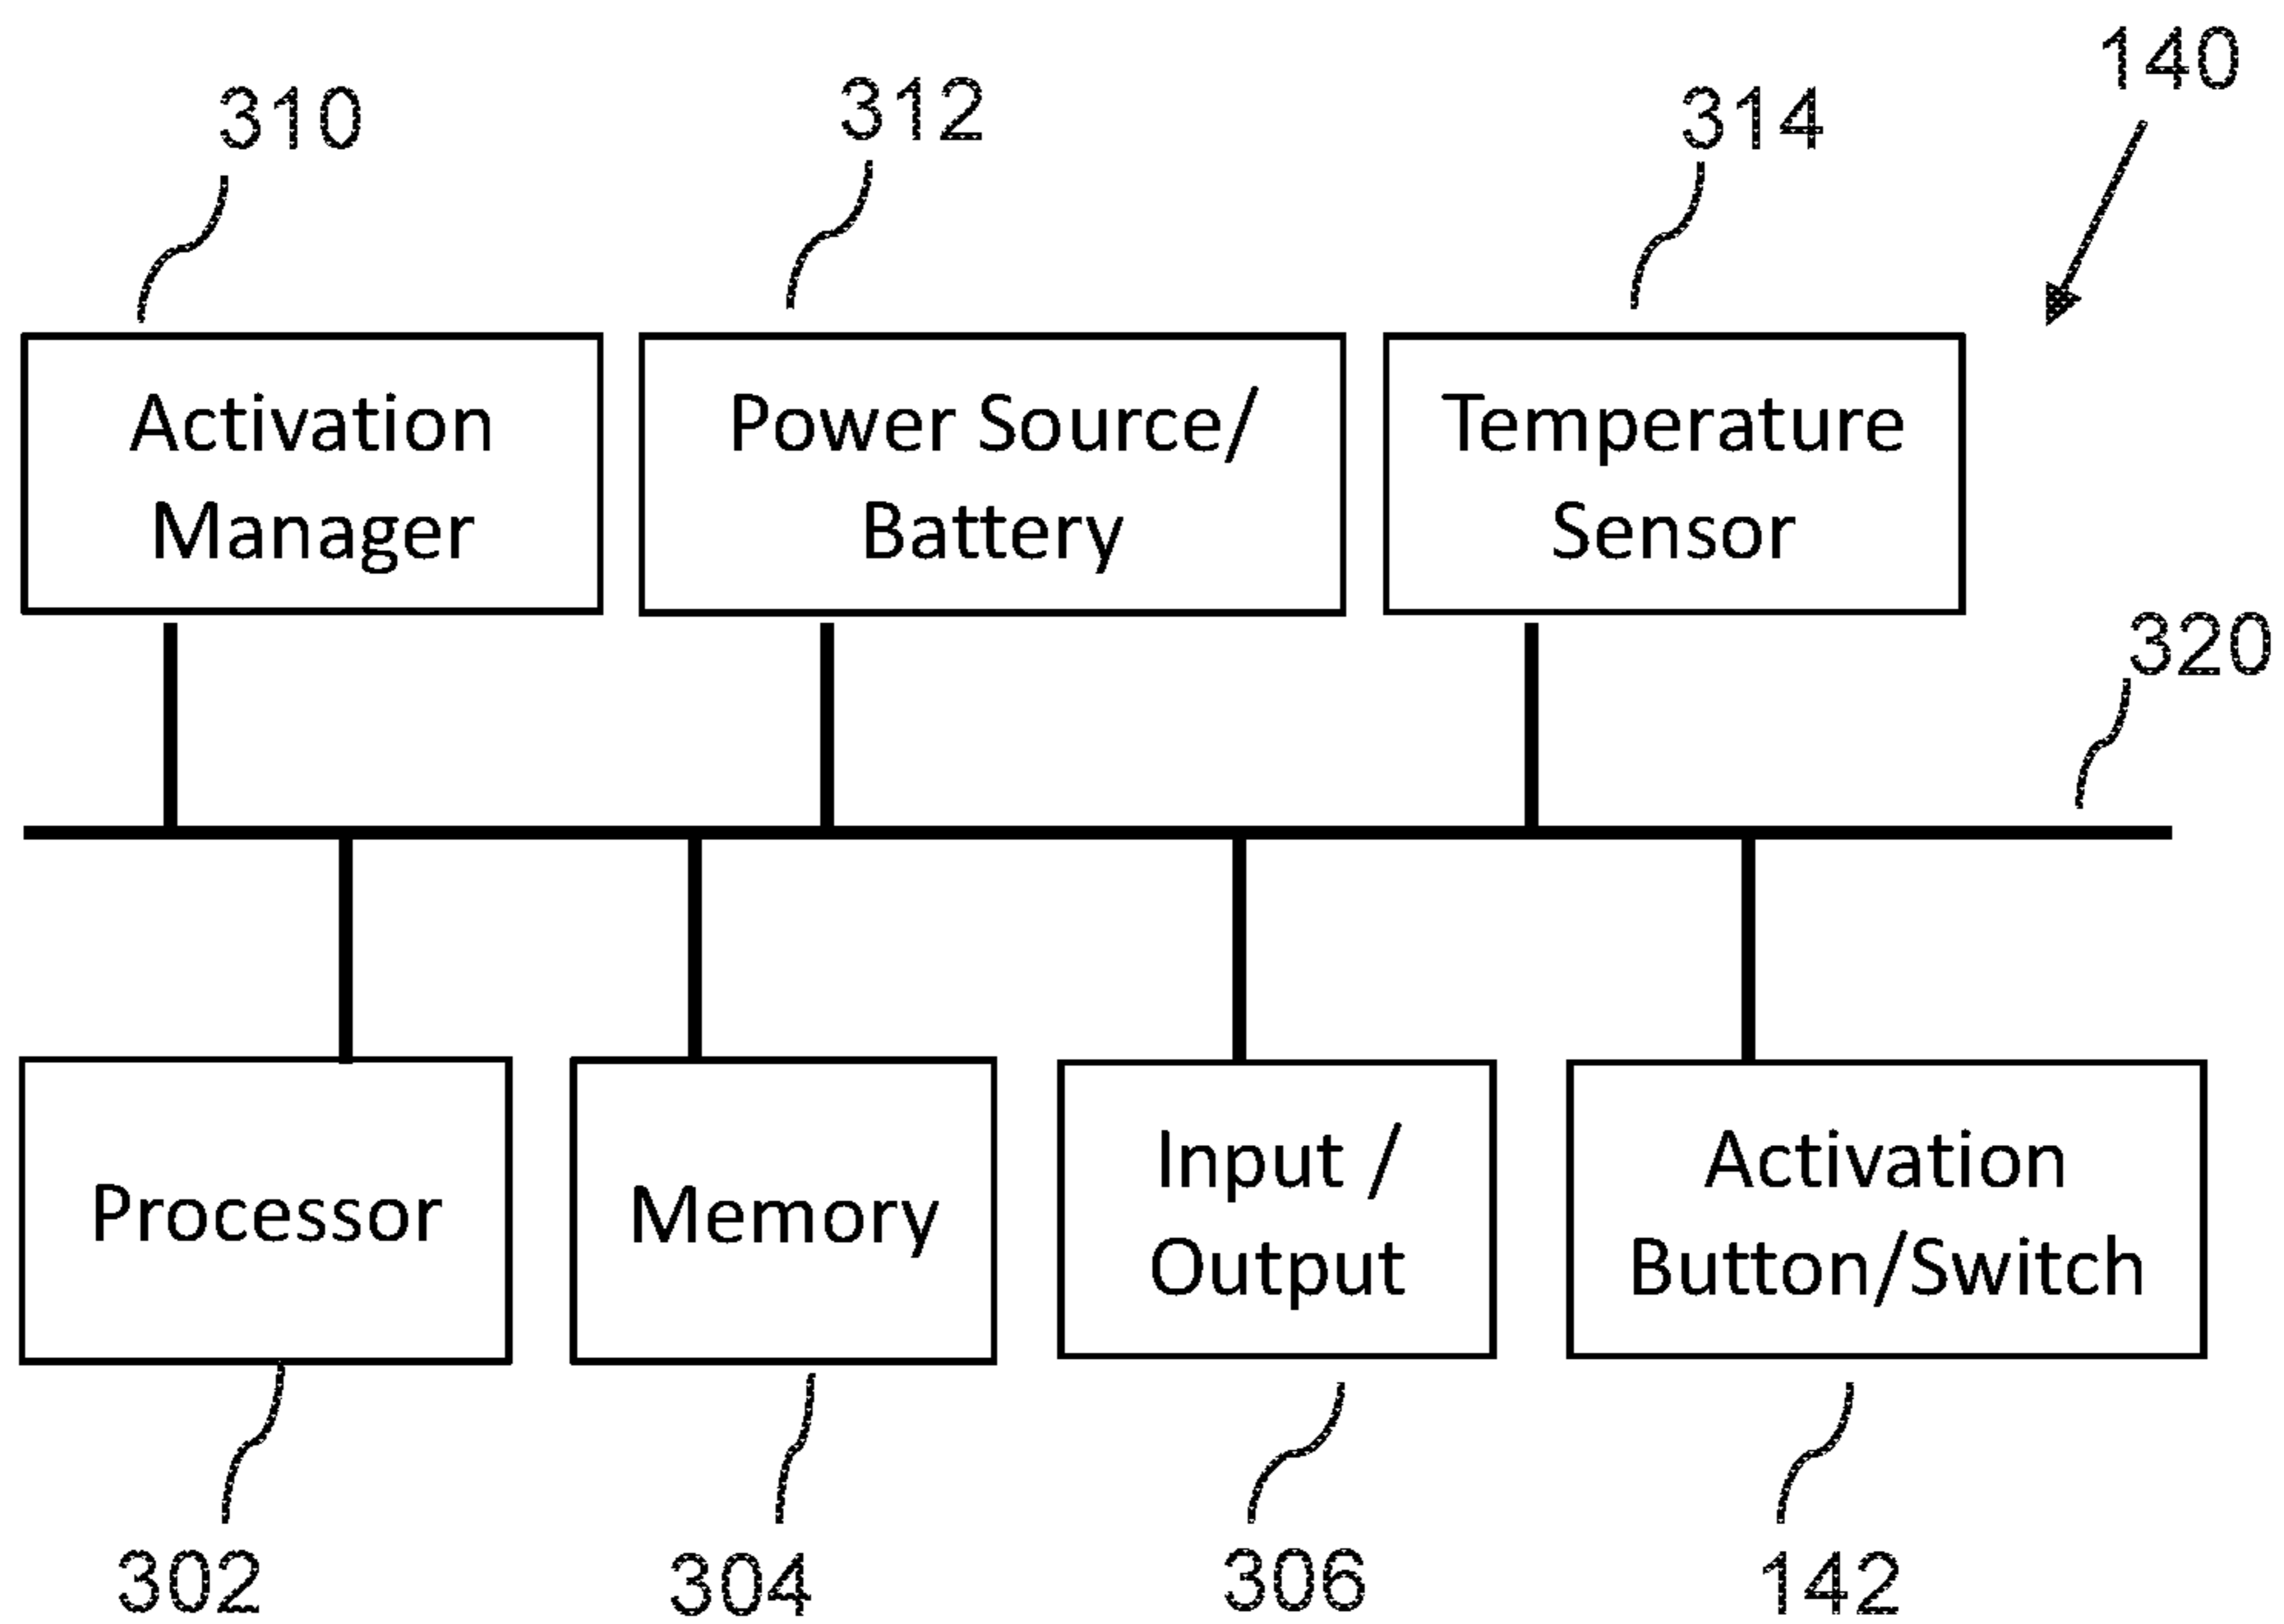 140
310
312
314
Activation
Manager
Power Source/
Battery
Temperature
Sensor
320
Processor
Memory
Input /
Output
Activation
Button/Switch
302
304
306
142